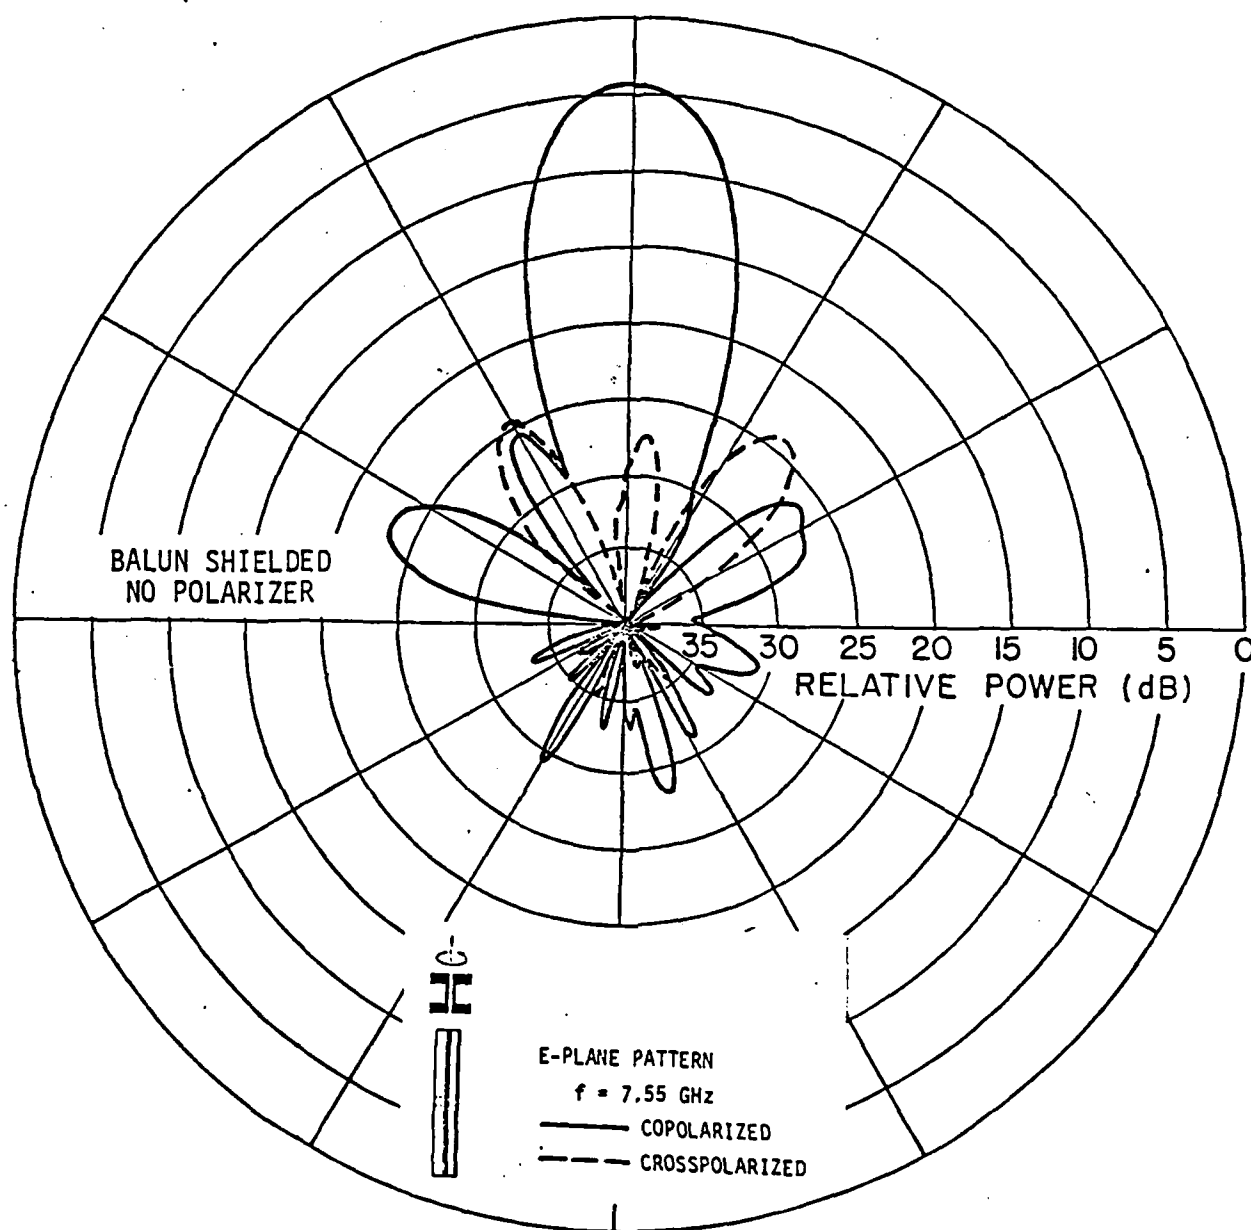 BALUN SHIELDED
NO POLARIZER
35 30 25 20 15 10 5 0
RELATIVE POWER (dB)
E-PLANE PATTERN
f = 7.55 GHz
COPOLARIZED
CROSSPOLARIZED